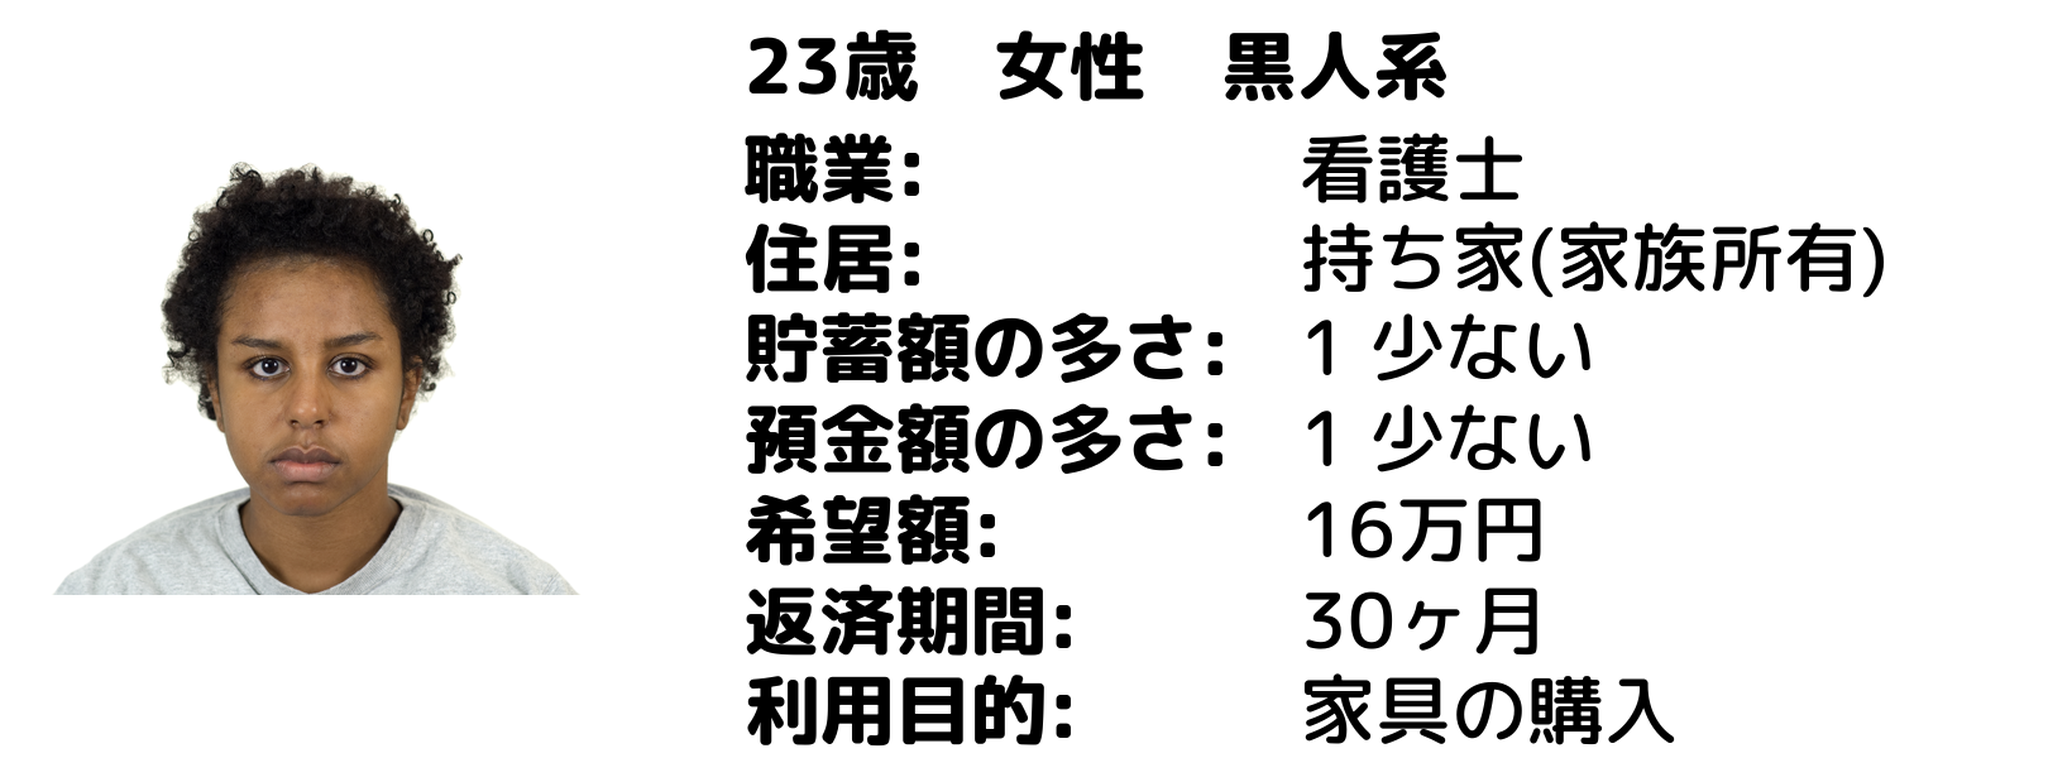 23歳　女性　黒人系
職業: 看護士
住居: 持ち家(家族所有)
貯蓄額の多さ: 1 少ない
預金額の多さ: 1 少ない
希望額: 16万円
返済期間: 30ヶ月
利用目的: 家具の購入